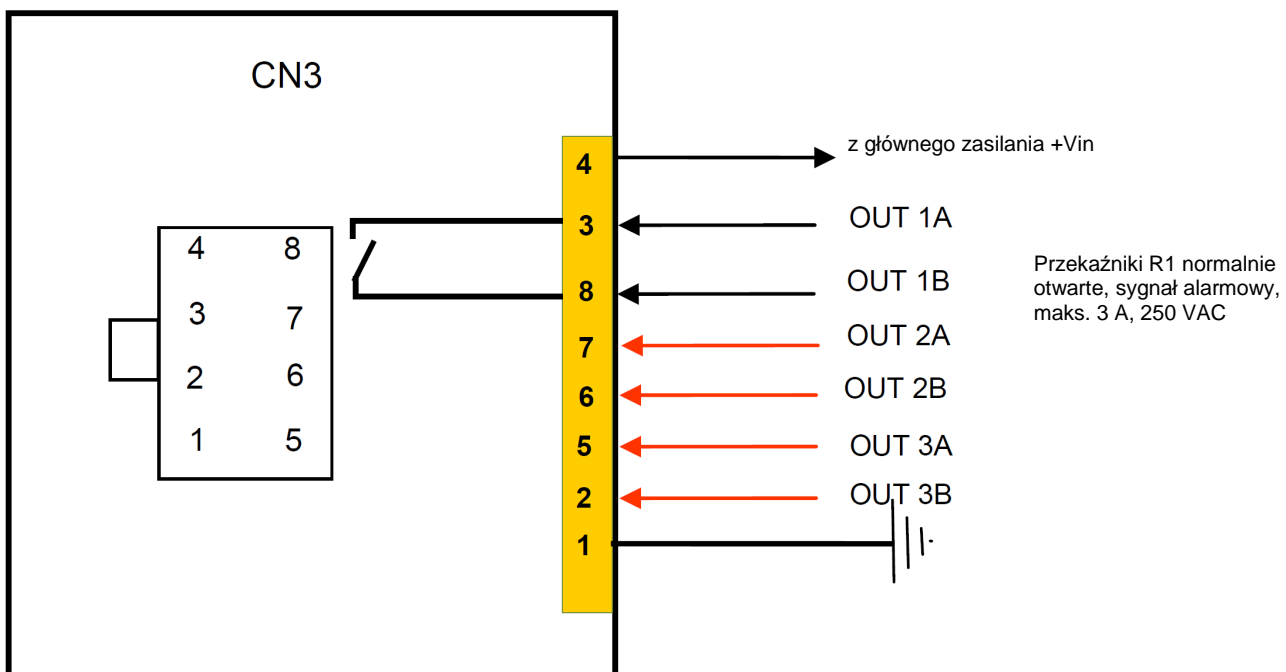 CN3
4 z głównego zasilania +Vin
3 OUT 1A
8 OUT 1B
7 OUT 2A
6 OUT 2B
5 OUT 3A
2 OUT 3B
1
4 8
3 7
2 6
1 5
Przekaźniki R1 normalnie
otwarte, sygnał alarmowy,
maks. 3 A, 250 VAC